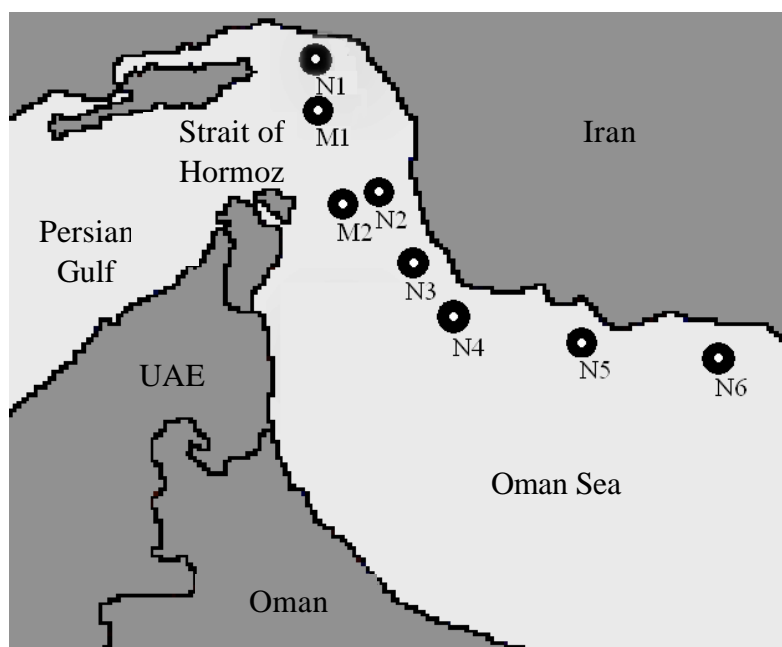 N1
M1
Strait of
Hormoz
Iran
M2
N2
Persian
Gulf
N3
N4
N5
N6
UAE
Oman Sea
Oman